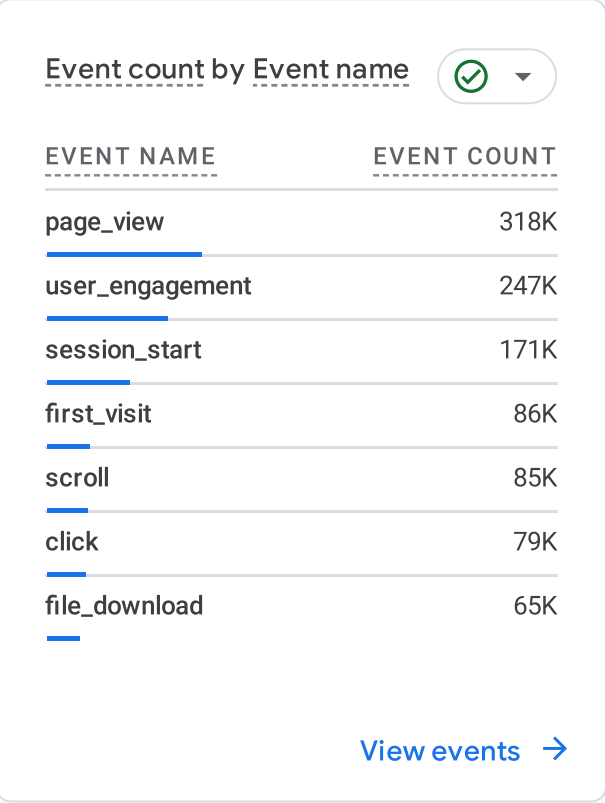 Event count by Event name
EVENT NAME EVENT COUNT
page_view 318K
user_engagement 247K
session_start 171K
first_visit 86K
scroll 85K
click 79K
file_download 65K
View events